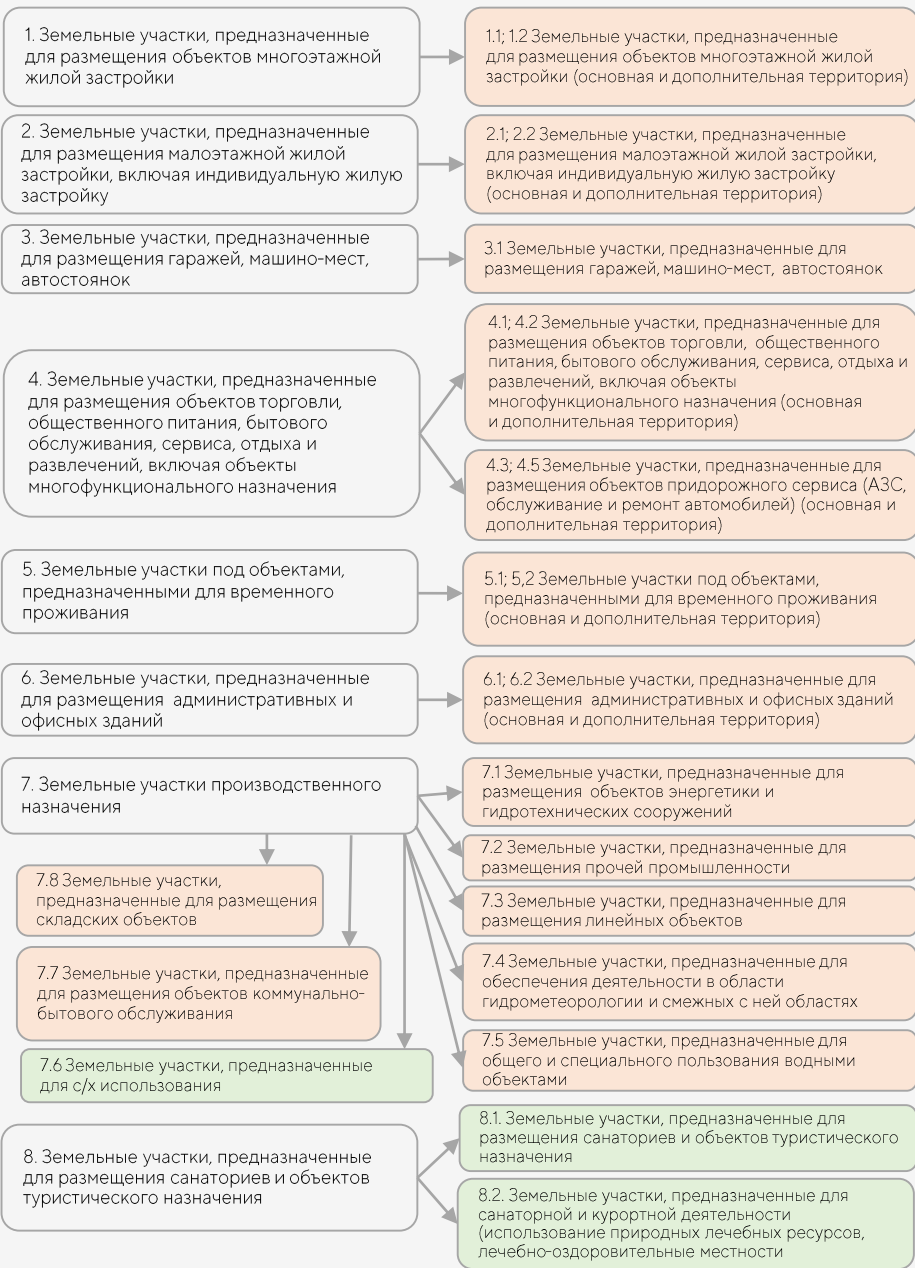 1. Земельные участки, предназначенные
для размещения объектов многоэтажной
жилой застройки
1.1; 1.2 Земельные участки, предназначенные
для размещения объектов многоэтажной жилой
застройки (основная и дополнительная территория)
2. Земельные участки, предназначенные
для размещения малоэтажной жилой
застройки, включая индивидуальную жилую
застройку
2.1; 2.2 Земельные участки, предназначенные
для размещения малоэтажной жилой застройки,
включая индивидуальную жилую застройку
(основная и дополнительная территория)
3. Земельные участки, предназначенные
для размещения гаражей, машино-мест,
автостоянок
3.1 Земельные участки, предназначенные для
размещения гаражей, машино-мест, автостоянок
4. Земельные участки, предназначенные
для размещения объектов торговли,
общественного питания, бытового
обслуживания, сервиса, отдыха и
развлечений, включая объекты
многофункционального назначения
4.1; 4.2 Земельные участки, предназначенные для
размещения объектов торговли, общественного
питания, бытового обслуживания, сервиса, отдыха и
развлечений, включая объекты
многофункционального назначения (основная
и дополнительная территория)
4.3; 4.5 Земельные участки, предназначенные для
размещения объектов придорожного сервиса (АЗС,
обслуживание и ремонт автомобилей) (основная и
дополнительная территория)
5. Земельные участки под объектами,
предназначенными для временного
проживания
5.1; 5,2 Земельные участки под объектами,
предназначенными для временного проживания
(основная и дополнительная территория)
6. Земельные участки, предназначенные
для размещения административных и
офисных зданий
6.1; 6.2 Земельные участки, предназначенные для
размещения административных и офисных зданий
(основная и дополнительная территория)
7. Земельные участки производственного
назначения
7.1 Земельные участки, предназначенные для
размещения объектов энергетики и
гидротехнических сооружений
7.2 Земельные участки, предназначенные для
размещения прочей промышленности
7.3 Земельные участки, предназначенные для
размещения линейных объектов
7.4 Земельные участки, предназначенные для
обеспечения деятельности в области
гидрометеорологии и смежных с ней областях
7.5 Земельные участки, предназначенные для
общего и специального пользования водными
объектами
7.8 Земельные участки,
предназначенные для размещения
складских объектов
7.7 Земельные участки, предназначенные
для размещения объектов коммунально-
бытового обслуживания
7.6 Земельные участки, предназначенные
для с/х использования
8. Земельные участки, предназначенные
для размещения санаториев и объектов
туристического назначения
8.1. Земельные участки, предназначенные для
размещения санаториев и объектов туристического
назначения
8.2. Земельные участки, предназначенные для
санаторной и курортной деятельности
(использование природных лечебных ресурсов,
лечебно-оздоровительные местности